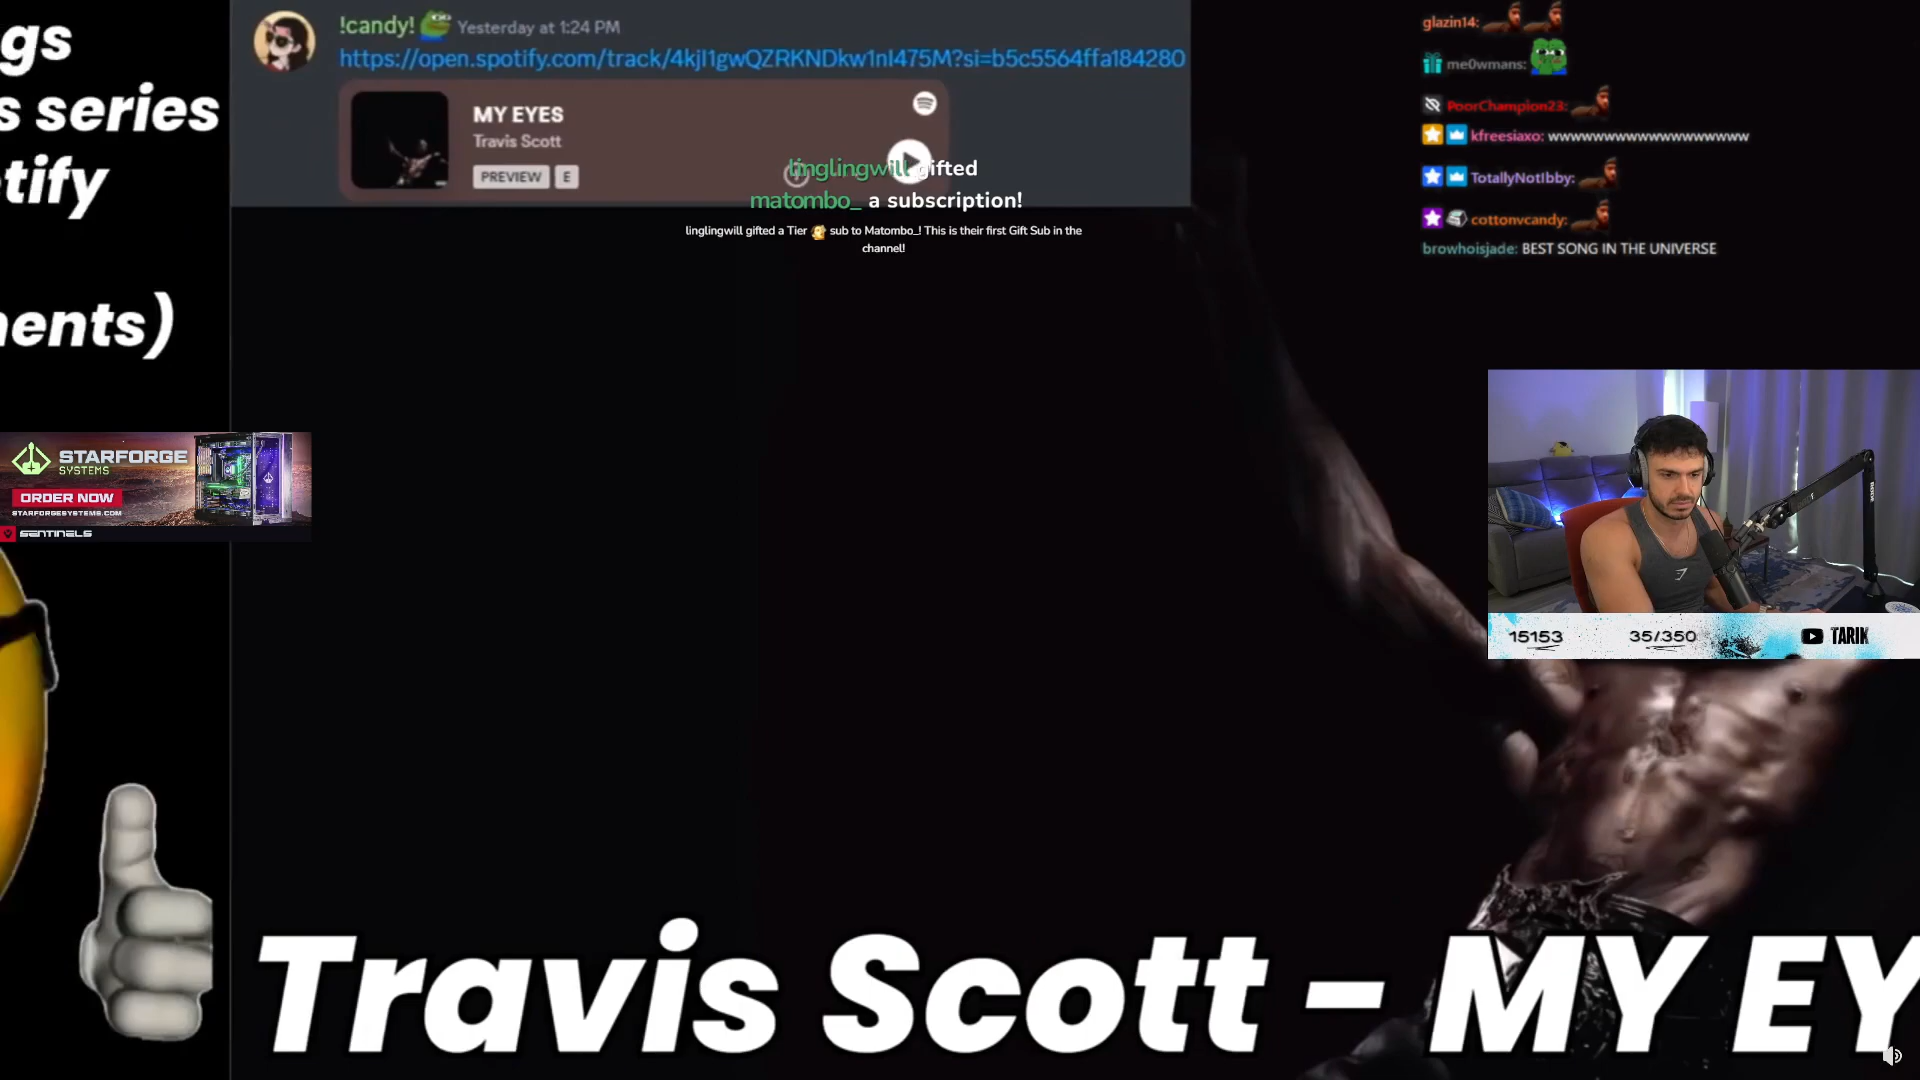 gs
s series
tify
ents)
!candy! Yesterday at 1:24 PM
https://open.spotify.com/track/4kjI1gwQZRKNDkw1nI475M?si=b5c5564ffa184280
MY EYES
Travis Scott
PREVIEW E
linglingwill gifted
matombo_ a subscription!
linglingwill gifted a Tier sub to Matombo_! This is their first Gift Sub in the
channel!
glazin14:
me0wmans:
PoorChampion23:
kfreesiaxo: wwwwwwwwwwwwwwwwww
TotallyNotIbby:
cottonvcandy:
browhoisjade: BEST SONG IN THE UNIVERSE
STARFORGE
SYSTEMS
ORDER NOW
STARFORGESYSTEMS.COM
SENTINELS
15153 35/350 TARIK
Travis Scott - MY EY